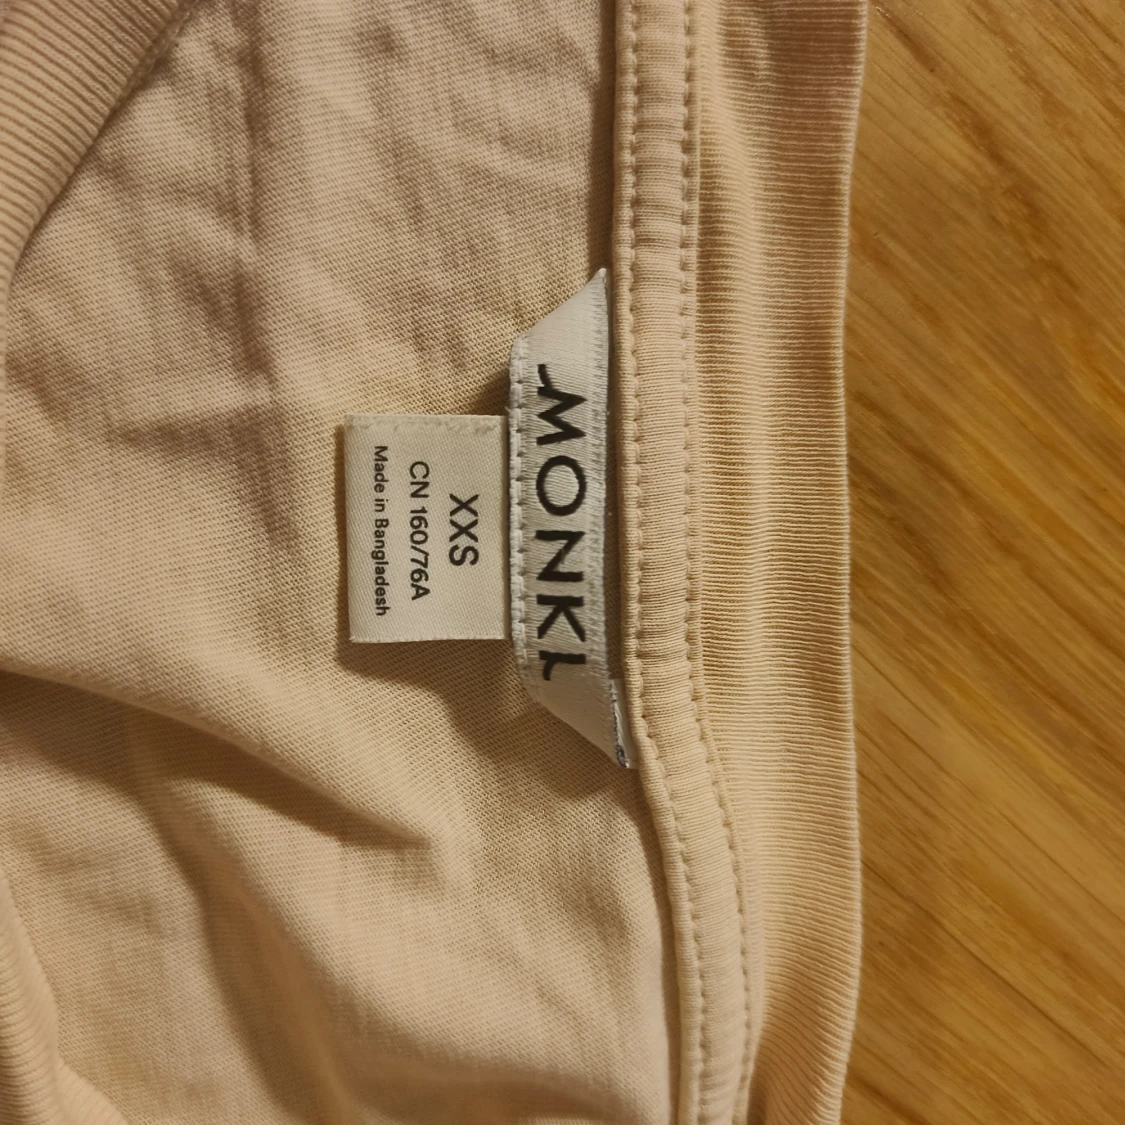 MONKI
XXS
CN 160/76A
Made in Bangladesh